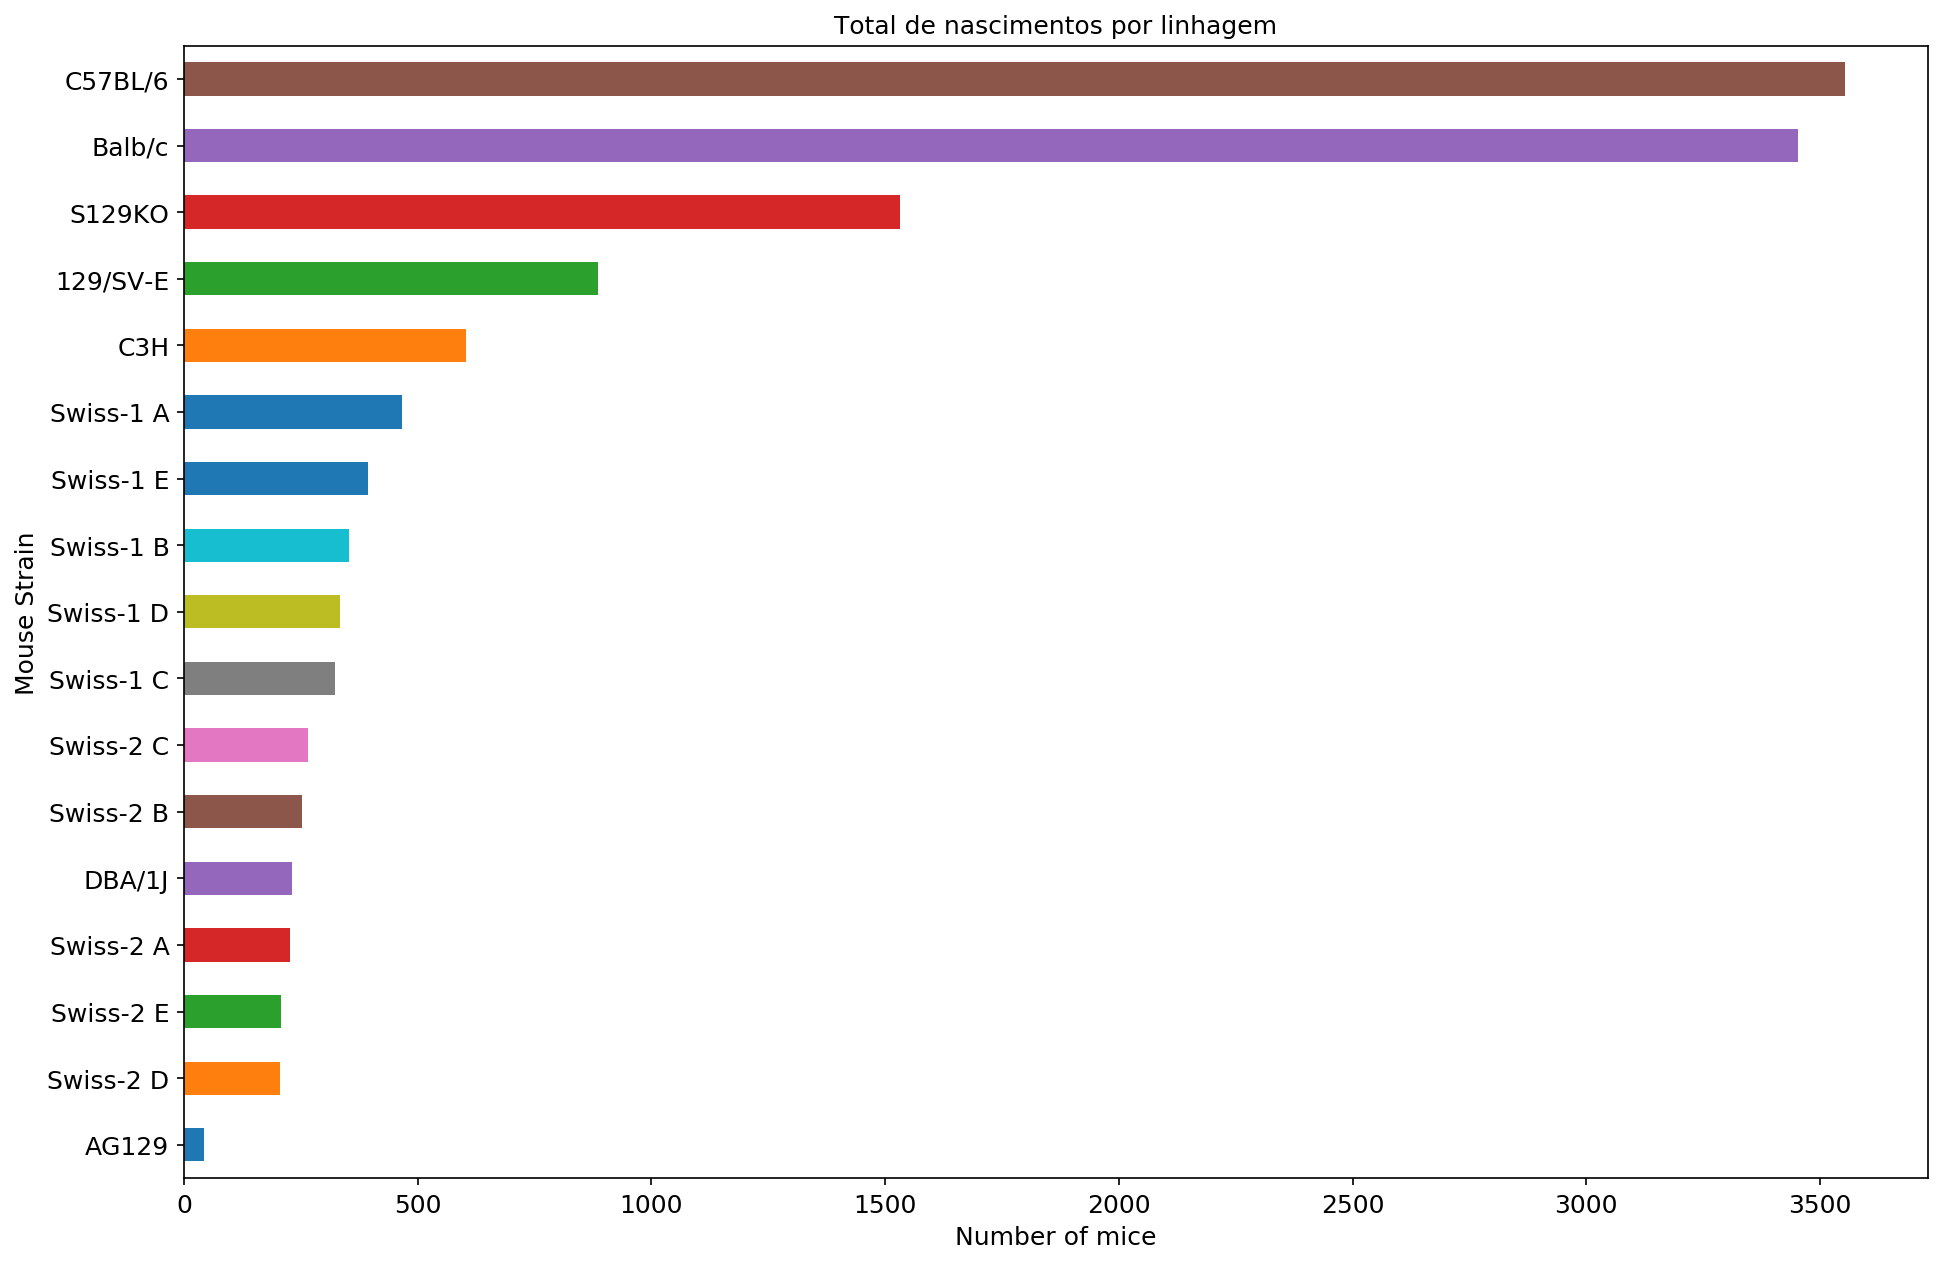 Total de nascimentos por linhagem
C57BL/6
Balb/c
S129KO
129/SV-E
C3H
Swiss-1 A
Swiss-1 E
Swiss-1 B
Swiss-1 D
Swiss-1 C
Swiss-2 C
Swiss-2 B
DBA/1J
Swiss-2 A
Swiss-2 E
Swiss-2 D
AG129
Mouse Strain
0 500 1000 1500 2000 2500 3000 3500
Number of mice